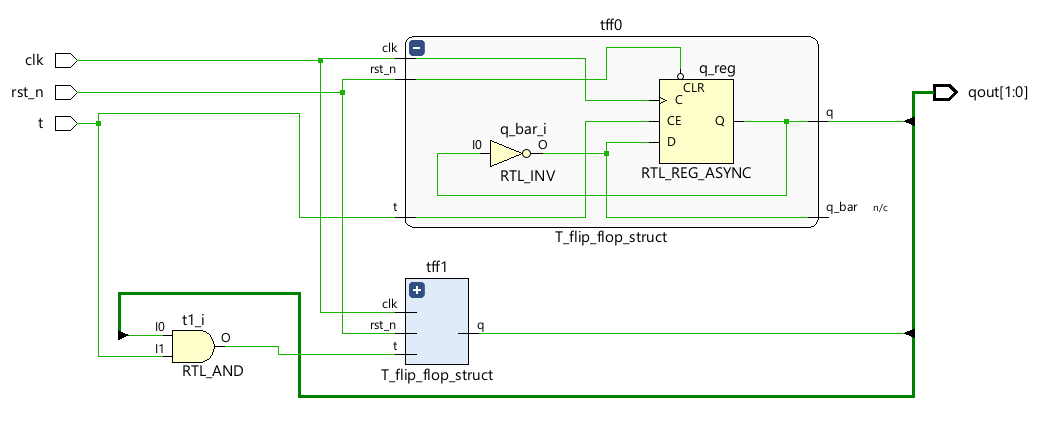 tff0
clk
rst_n
q_reg
CLR
C
CE
Q
D
q_bar_i
I0
O
RTL_INV
RTL_REG_ASYNC
t
q
q_bar
n/c
T_flip_flop_struct
clk
rst_n
t
qout[1:0]
tff1
clk
rst_n
t
q
T_flip_flop_struct
t1_i
I0
I1
O
RTL_AND